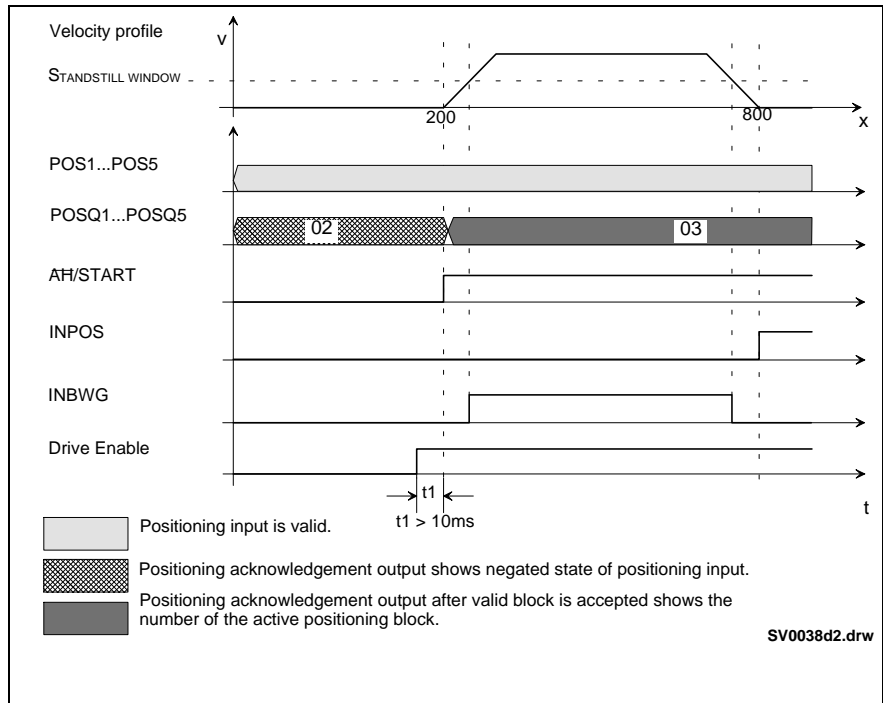 Velocity profile
v
STANDSTILL WINDOW
200
800
x
POS1...POS5
POSQ1...POSQ5
02
03
AH/START
INPOS
INBWG
Drive Enable
t1
t
t1 > 10ms
Positioning input is valid.
Positioning acknowledgement output shows negated state of positioning input.
Positioning acknowledgement output after valid block is accepted shows the
number of the active positioning block.
SV0038d2.drw